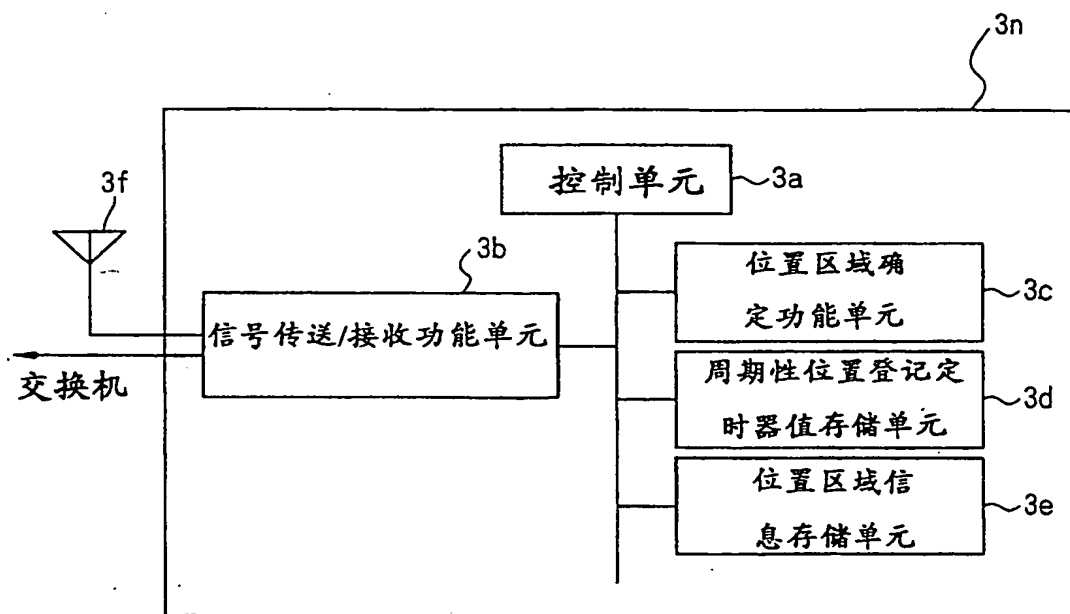 3n
控制单元
3a
3f
3b
位置区域确
定功能单元
3c
信号传送/接收功能单元
交换机
周期性位置登记定
时器值存储单元
3d
位置区域信
息存储单元
3e